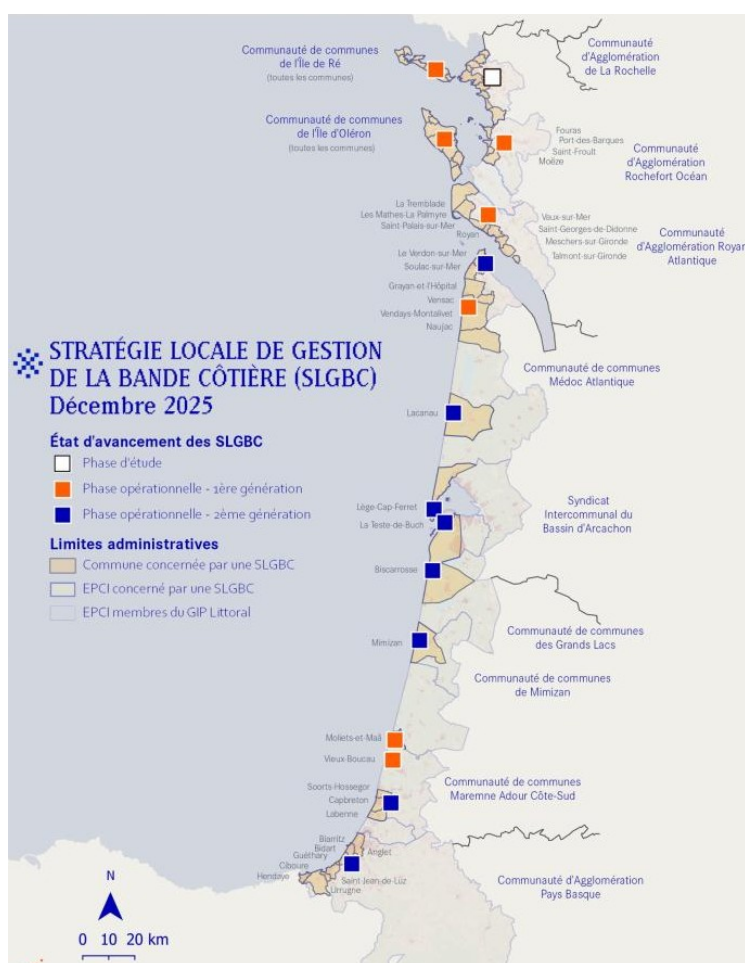 Communauté de communes
de l'Île de Ré
(toutes les communes)
Communauté
d'Agglomération
de La Rochelle
Communauté de communes
de l'Île d'Oléron
(toutes les communes)
Fouras
Port-des-Barques
Saint-Froult
Moëze
Communauté
d'Agglomération
Rochefort Océan
La Tremblade
Les Mathes-La Palmyre
Saint-Palais-sur-Mer
Royan
Vaux-sur-Mer
Saint-Georges-de-Didonne
Meschers-sur-Gironde
Talmont-sur-Gironde
Communauté
d'Agglomération Royan
Atlantique
Le Verdon-sur-Mer
Soulac-sur-Mer
Grayan-et-l'Hôpital
Vensac
Vendays-Montalivet
Naujac
Communauté de communes
Médoc Atlantique
STRATÉGIE LOCALE DE GESTION
DE LA BANDE CÔTIÈRE (SLGBC)
Décembre 2025
État d'avancement des SLGBC
Phase d'étude
Phase opérationnelle - 1ère génération
Phase opérationnelle - 2ème génération
Limites administratives
Commune concernée par une SLGBC
EPCI concerné par une SLGBC
EPCI membres du GIP Littoral
Lacanau
Lège-Cap-Ferret
La Teste-de-Buch
Syndicat
Intercommunal du
Bassin d'Arcachon
Biscarrosse
Communauté de communes
des Grands Lacs
Mimizan
Communauté de communes
de Mimizan
Moliets-et-Maâ
Vieux-Boucau
Soorts-Hossegor
Capbreton
Labenne
Communauté de communes
Maremne Adour Côte-Sud
Biarritz
Bidart
Guéthary
Ciboure
Hendaye
Anglet
Saint-Jean-de-Luz
Urrugne
Communauté d'Agglomération
Pays Basque
N
0 10 20 km